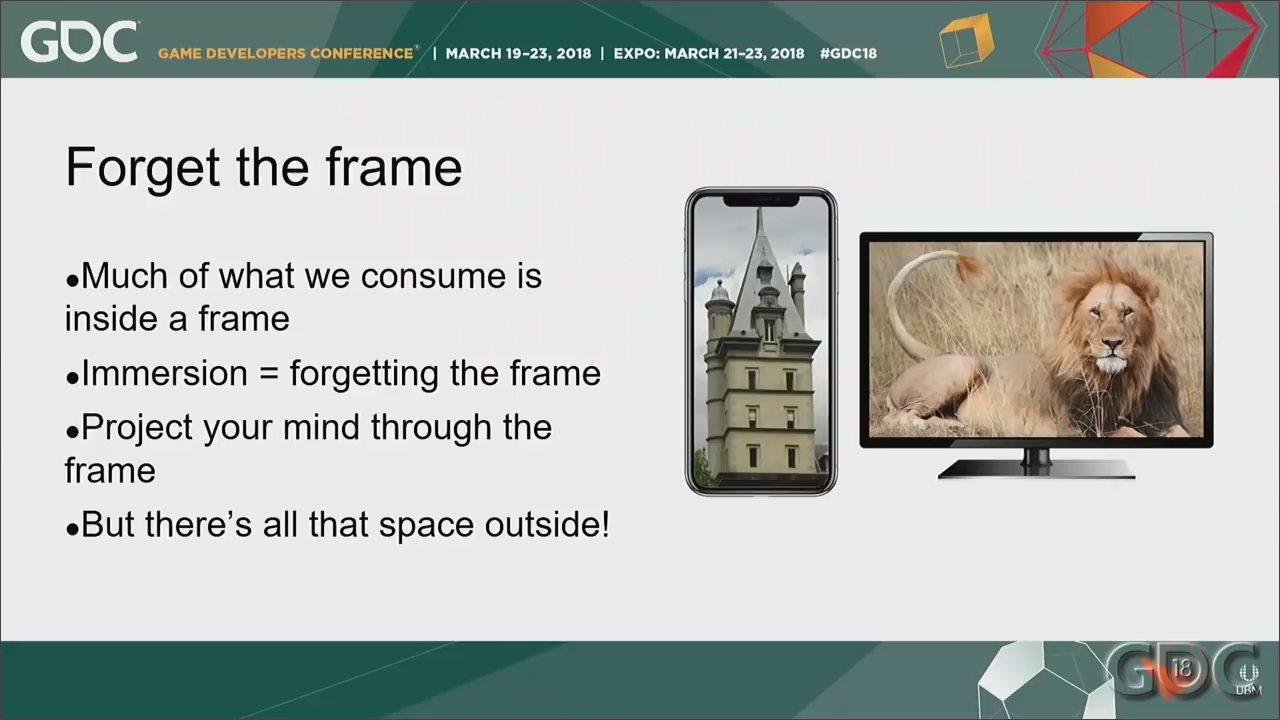 GDC GAME DEVELOPERS CONFERENCE® | MARCH 19–23, 2018 | EXPO: MARCH 21–23, 2018 #GDC18
Forget the frame
●Much of what we consume is
inside a frame
●Immersion = forgetting the frame
●Project your mind through the
frame
●But there’s all that space outside!
GDC 18 UBM